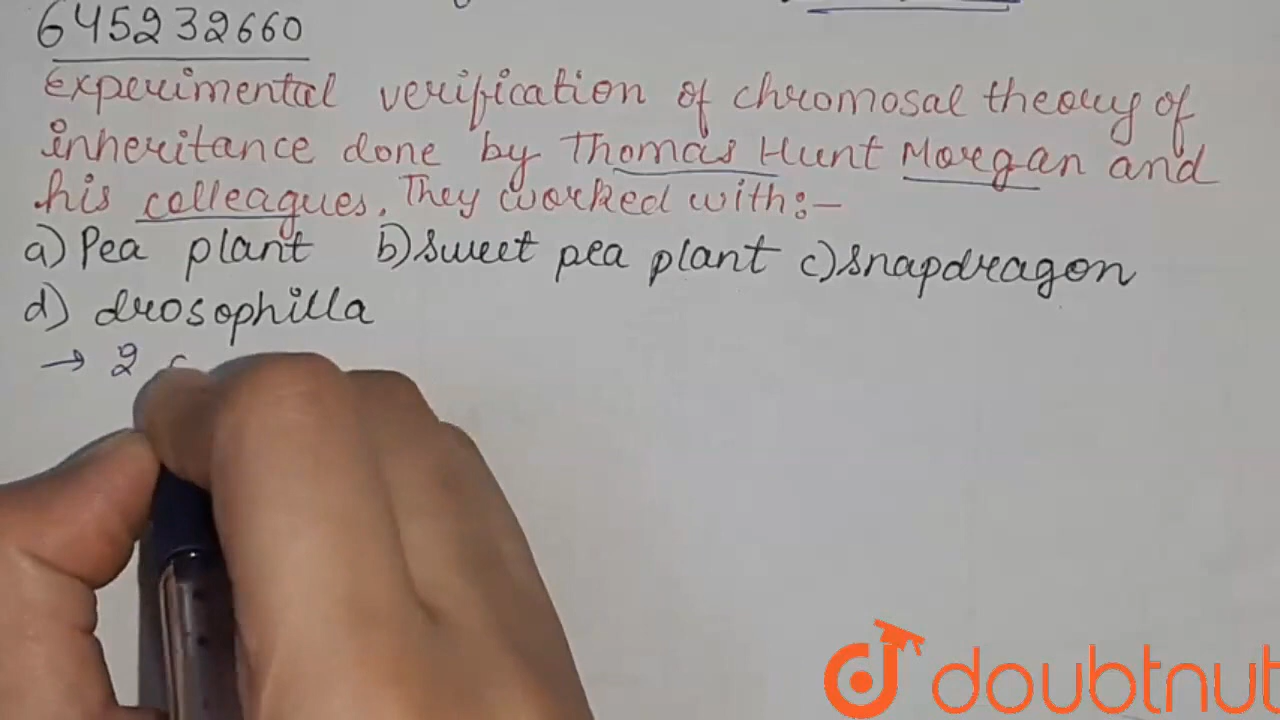 645232660
Experimental verification of chromosal theory of
inheritance done by Thomas Hunt Morgan and
his colleagues. They worked with:-
a) Pea plant b) sweet pea plant c) snapdragon
d) drosophilla
→ 2
doubtnut